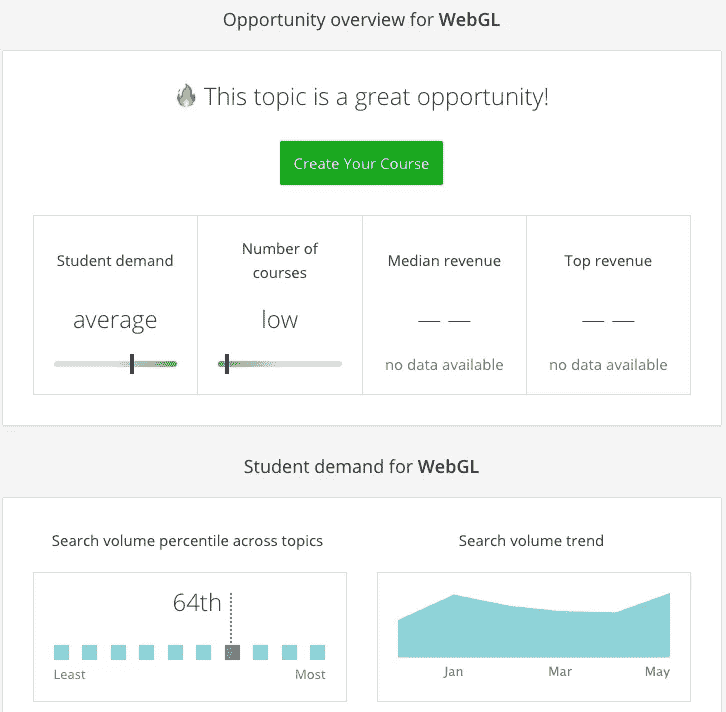 Opportunity overview for WebGL
This topic is a great opportunity!
Create Your Course
Student demand
average
Number of
courses
low
Median revenue
— —
no data available
Top revenue
— —
no data available
Student demand for WebGL
Search volume percentile across topics
64th
Least
Most
Search volume trend
Jan
Mar
May